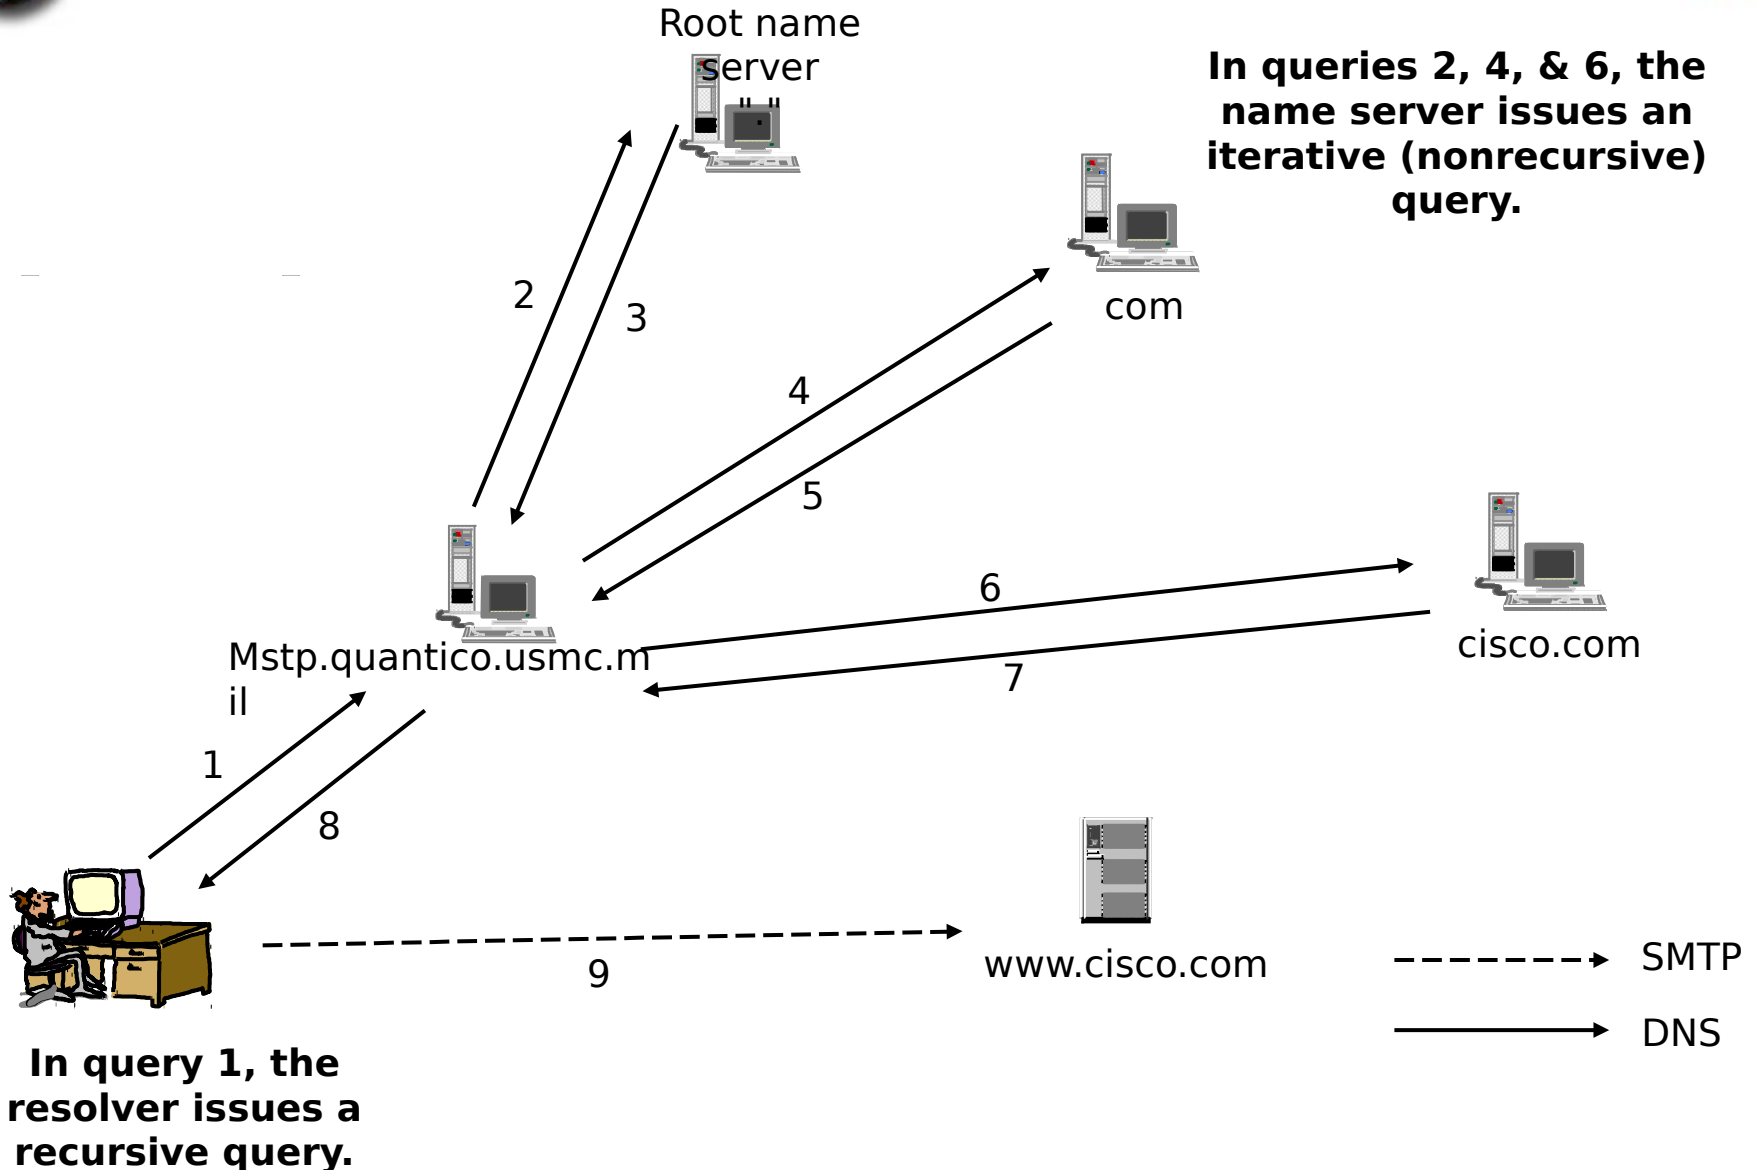 Root name
server
In queries 2, 4, & 6, the
name server issues an
iterative (nonrecursive)
query.
com
2
3
4
5
6
7
cisco.com
Mstp.quantico.usmc.m
il
1
8
9
www.cisco.com
SMTP
DNS
In query 1, the
resolver issues a
recursive query.